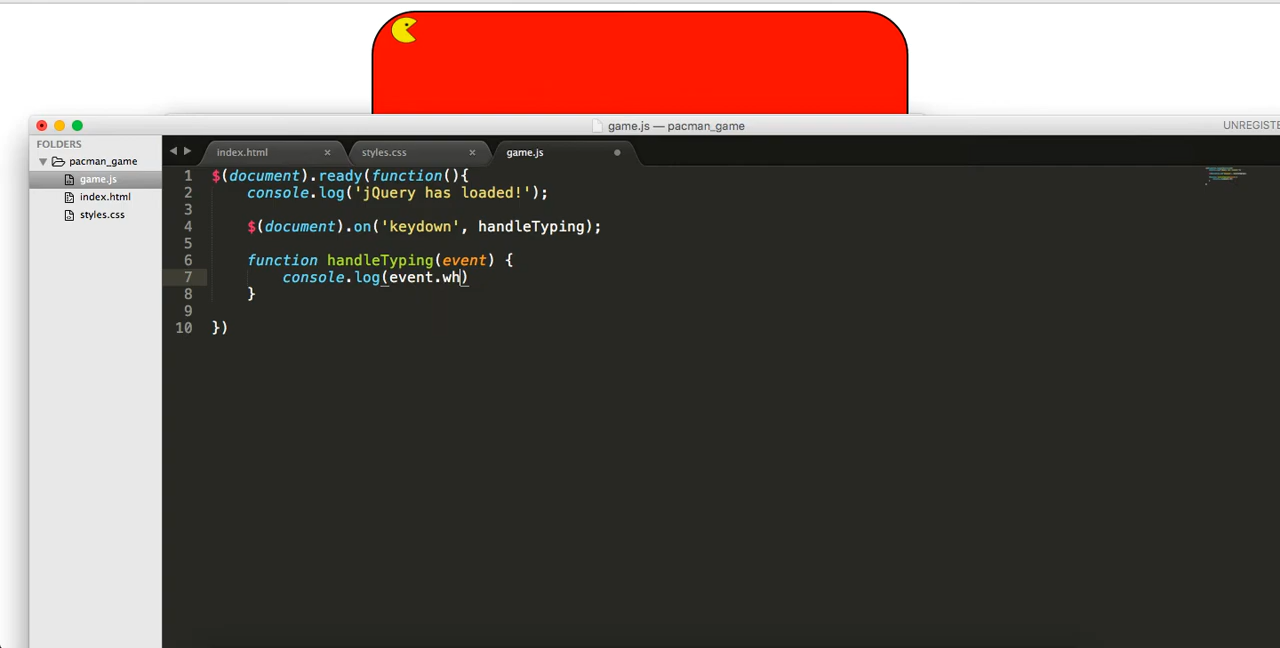 game.js — pacman_game
UNREGISTE
FOLDERS
pacman_game
game.js
index.html
styles.css
index.html × styles.css × game.js
1 $(document).ready(function(){
2 console.log('jQuery has loaded!');
3
4 $(document).on('keydown', handleTyping);
5
6 function handleTyping(event) {
7 console.log(event.wh)
8 }
9
10 })